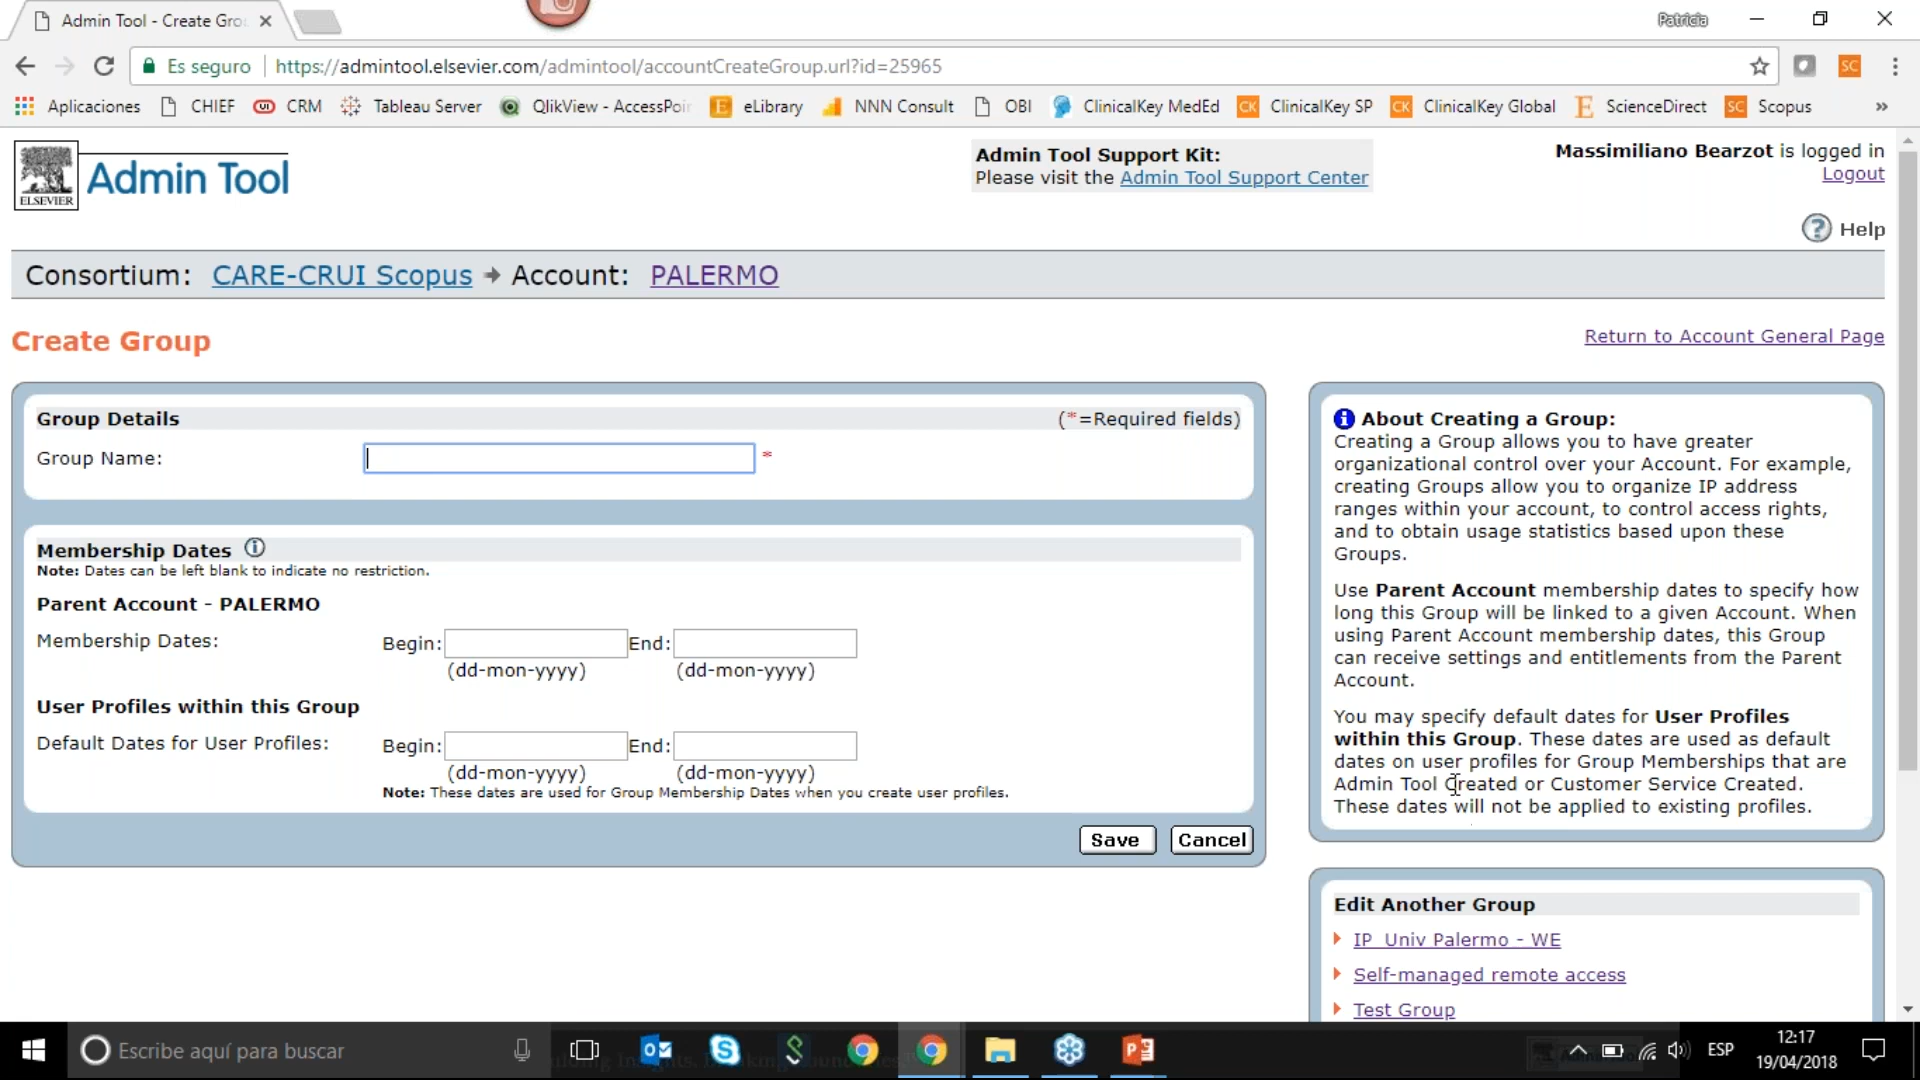 Admin Tool - Create Gro
Patricia
Es seguro
https://admintool.elsevier.com/admintool/accountCreateGroup.url?id=25965
SC
Aplicaciones
CHIEF
CRM
Tableau Server
QlikView - AccessPoin
eLibrary
NNN Consult
OBI
ClinicalKey MedEd
CK ClinicalKey SP
CK ClinicalKey Global
ScienceDirect
SC Scopus
»
ELSEVIER
Admin Tool
Admin Tool Support Kit:
Please visit the Admin Tool Support Center
Massimiliano Bearzot is logged in
Logout
Help
Consortium: CARE-CRUI Scopus → Account: PALERMO
Create Group
Return to Account General Page
Group Details
(*=Required fields)
Group Name: *
Membership Dates
Note: Dates can be left blank to indicate no restriction.
Parent Account - PALERMO
Membership Dates: Begin: End:
(dd-mon-yyyy) (dd-mon-yyyy)
User Profiles within this Group
Default Dates for User Profiles: Begin: End:
(dd-mon-yyyy) (dd-mon-yyyy)
Note: These dates are used for Group Membership Dates when you create user profiles.
Save Cancel
About Creating a Group:
Creating a Group allows you to have greater
organizational control over your Account. For example,
creating Groups allow you to organize IP address
ranges within your account, to control access rights,
and to obtain usage statistics based upon these
Groups.
Use Parent Account membership dates to specify how
long this Group will be linked to a given Account. When
using Parent Account membership dates, this Group
can receive settings and entitlements from the Parent
Account.
You may specify default dates for User Profiles
within this Group. These dates are used as default
dates on user profiles for Group Memberships that are
Admin Tool Created or Customer Service Created.
These dates will not be applied to existing profiles.
Edit Another Group
IP Univ Palermo - WE
Self-managed remote access
Test Group
Escribe aquí para buscar
ESP
12:17
19/04/2018